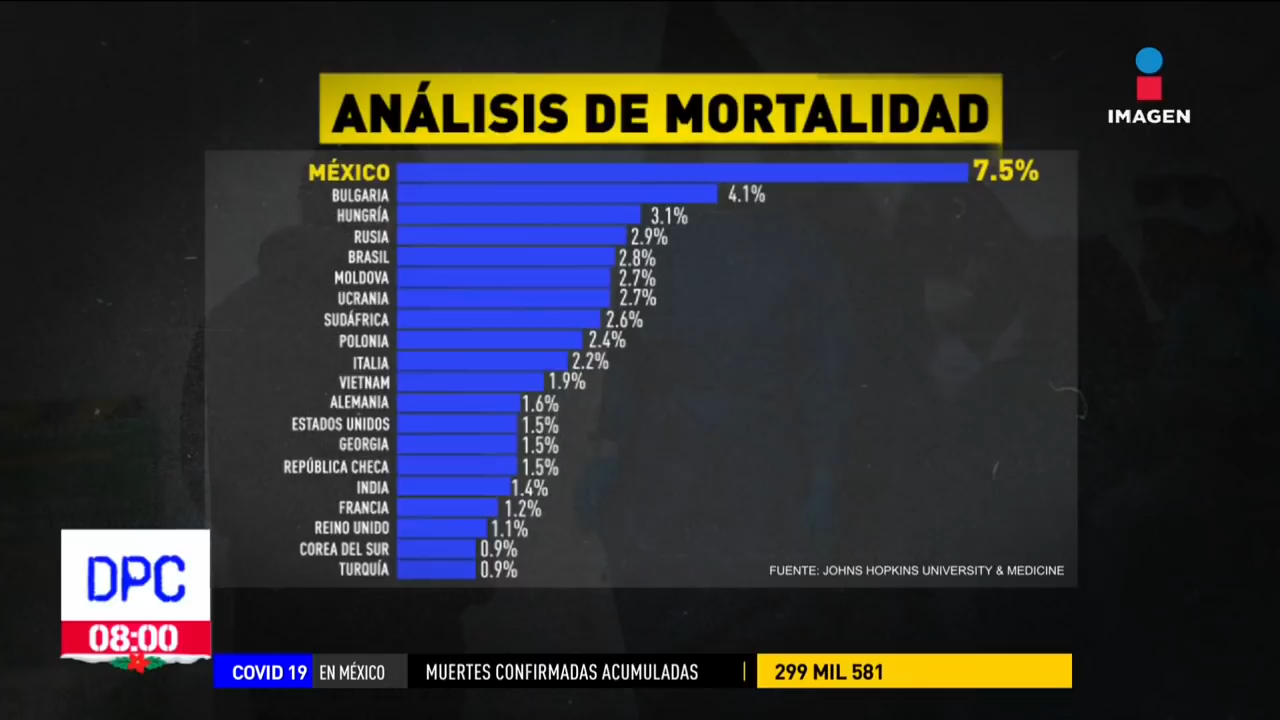 ANÁLISIS DE MORTALIDAD
IMAGEN
MÉXICO 7.5%
BULGARIA 4.1%
HUNGRÍA 3.1%
RUSIA 2.9%
BRASIL 2.8%
MOLDOVA 2.7%
UCRANIA 2.7%
SUDÁFRICA 2.6%
POLONIA 2.4%
ITALIA 2.2%
VIETNAM 1.9%
ALEMANIA 1.6%
ESTADOS UNIDOS 1.5%
GEORGIA 1.5%
REPÚBLICA CHECA 1.5%
INDIA 1.4%
FRANCIA 1.2%
REINO UNIDO 1.1%
COREA DEL SUR 0.9%
TURQUÍA 0.9%
FUENTE: JOHNS HOPKINS UNIVERSITY & MEDICINE
DPC
08:00
COVID 19 EN MÉXICO MUERTES CONFIRMADAS ACUMULADAS | 299 MIL 581